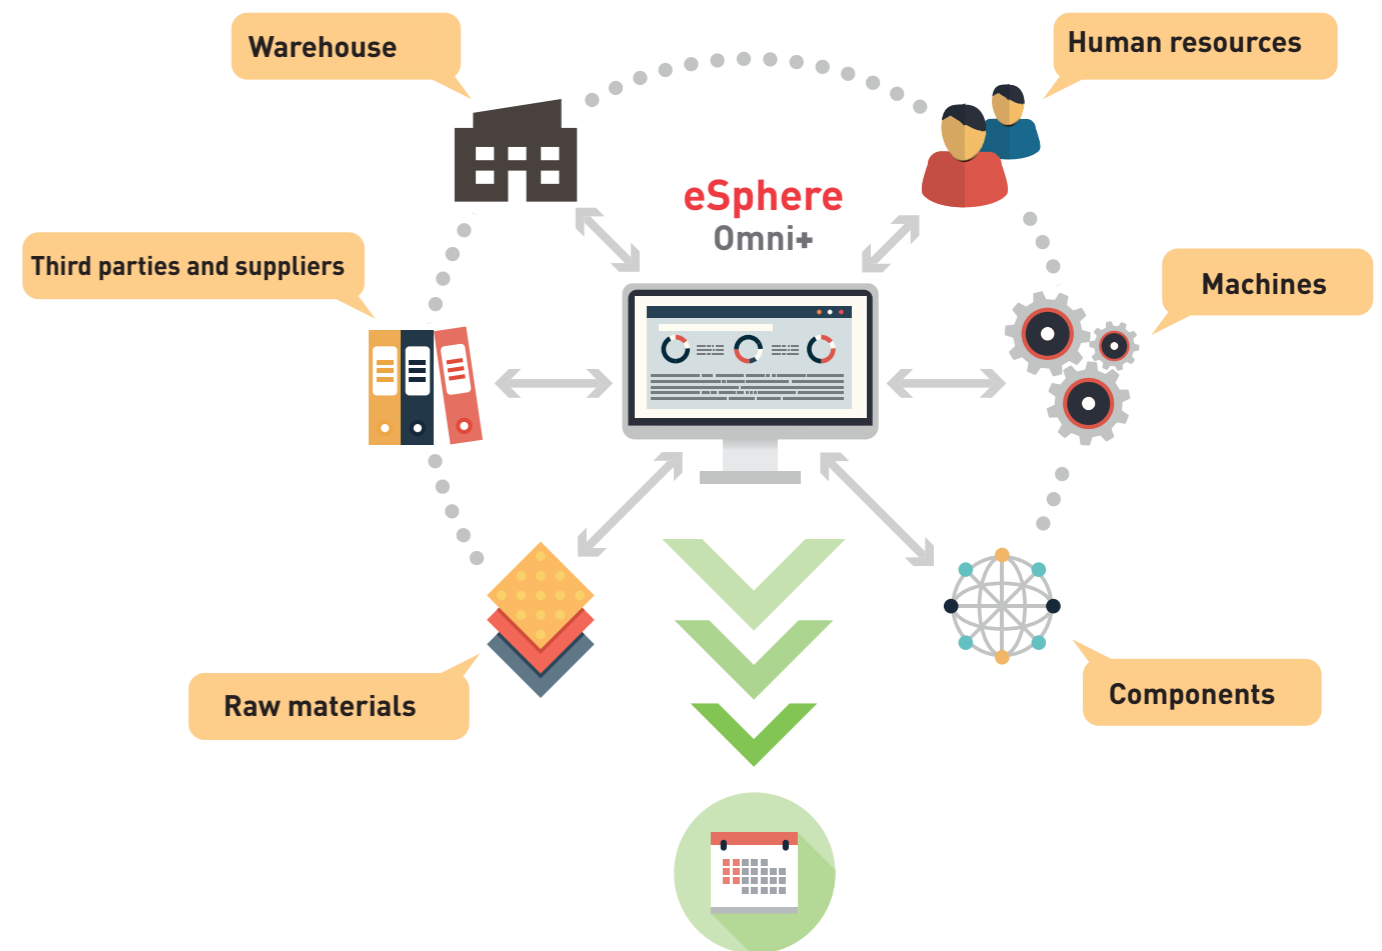 Warehouse
Human resources
eSphere
Omni+
Third parties and suppliers
Machines
Raw materials
Components